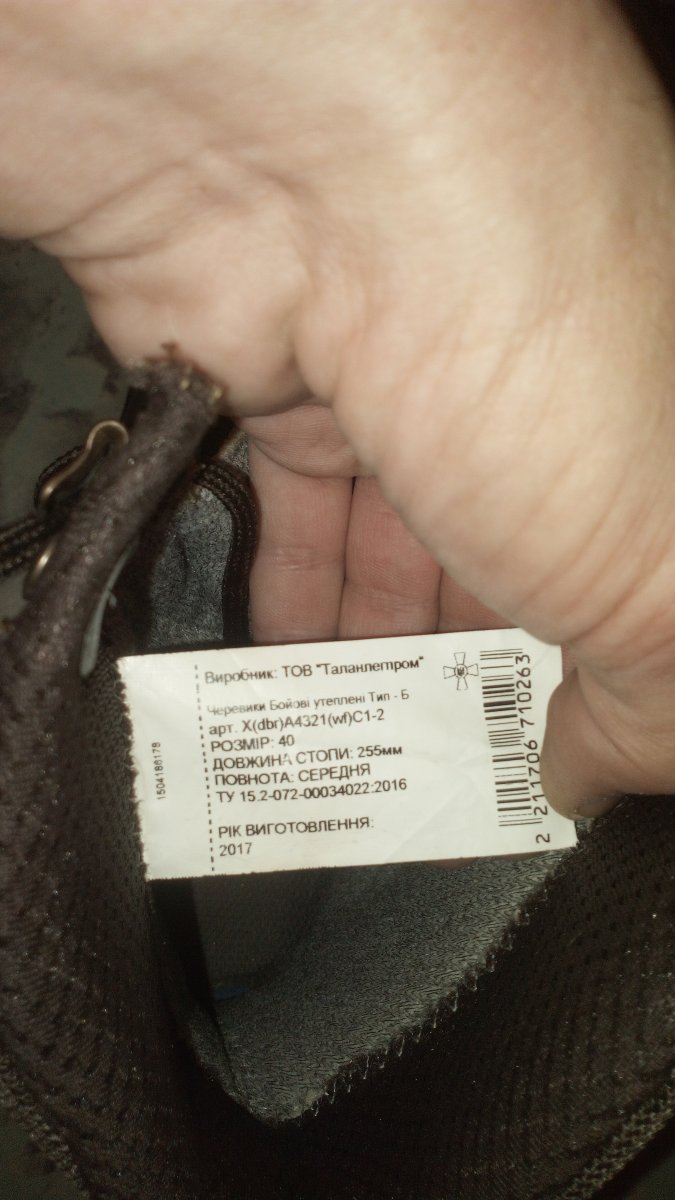 Виробник: ТОВ "Таланлегпром"
Черевики Бойові утеплені Тип - Б
арт. X(dbr)A4321(wf)C1-2
РОЗМІР: 40
ДОВЖИНА СТОПИ: 255мм
ПОВНОТА: СЕРЕДНЯ
ТУ 15.2-072-00034022:2016
РІК ВИГОТОВЛЕННЯ:
2017
1504186178
2 211706 710263